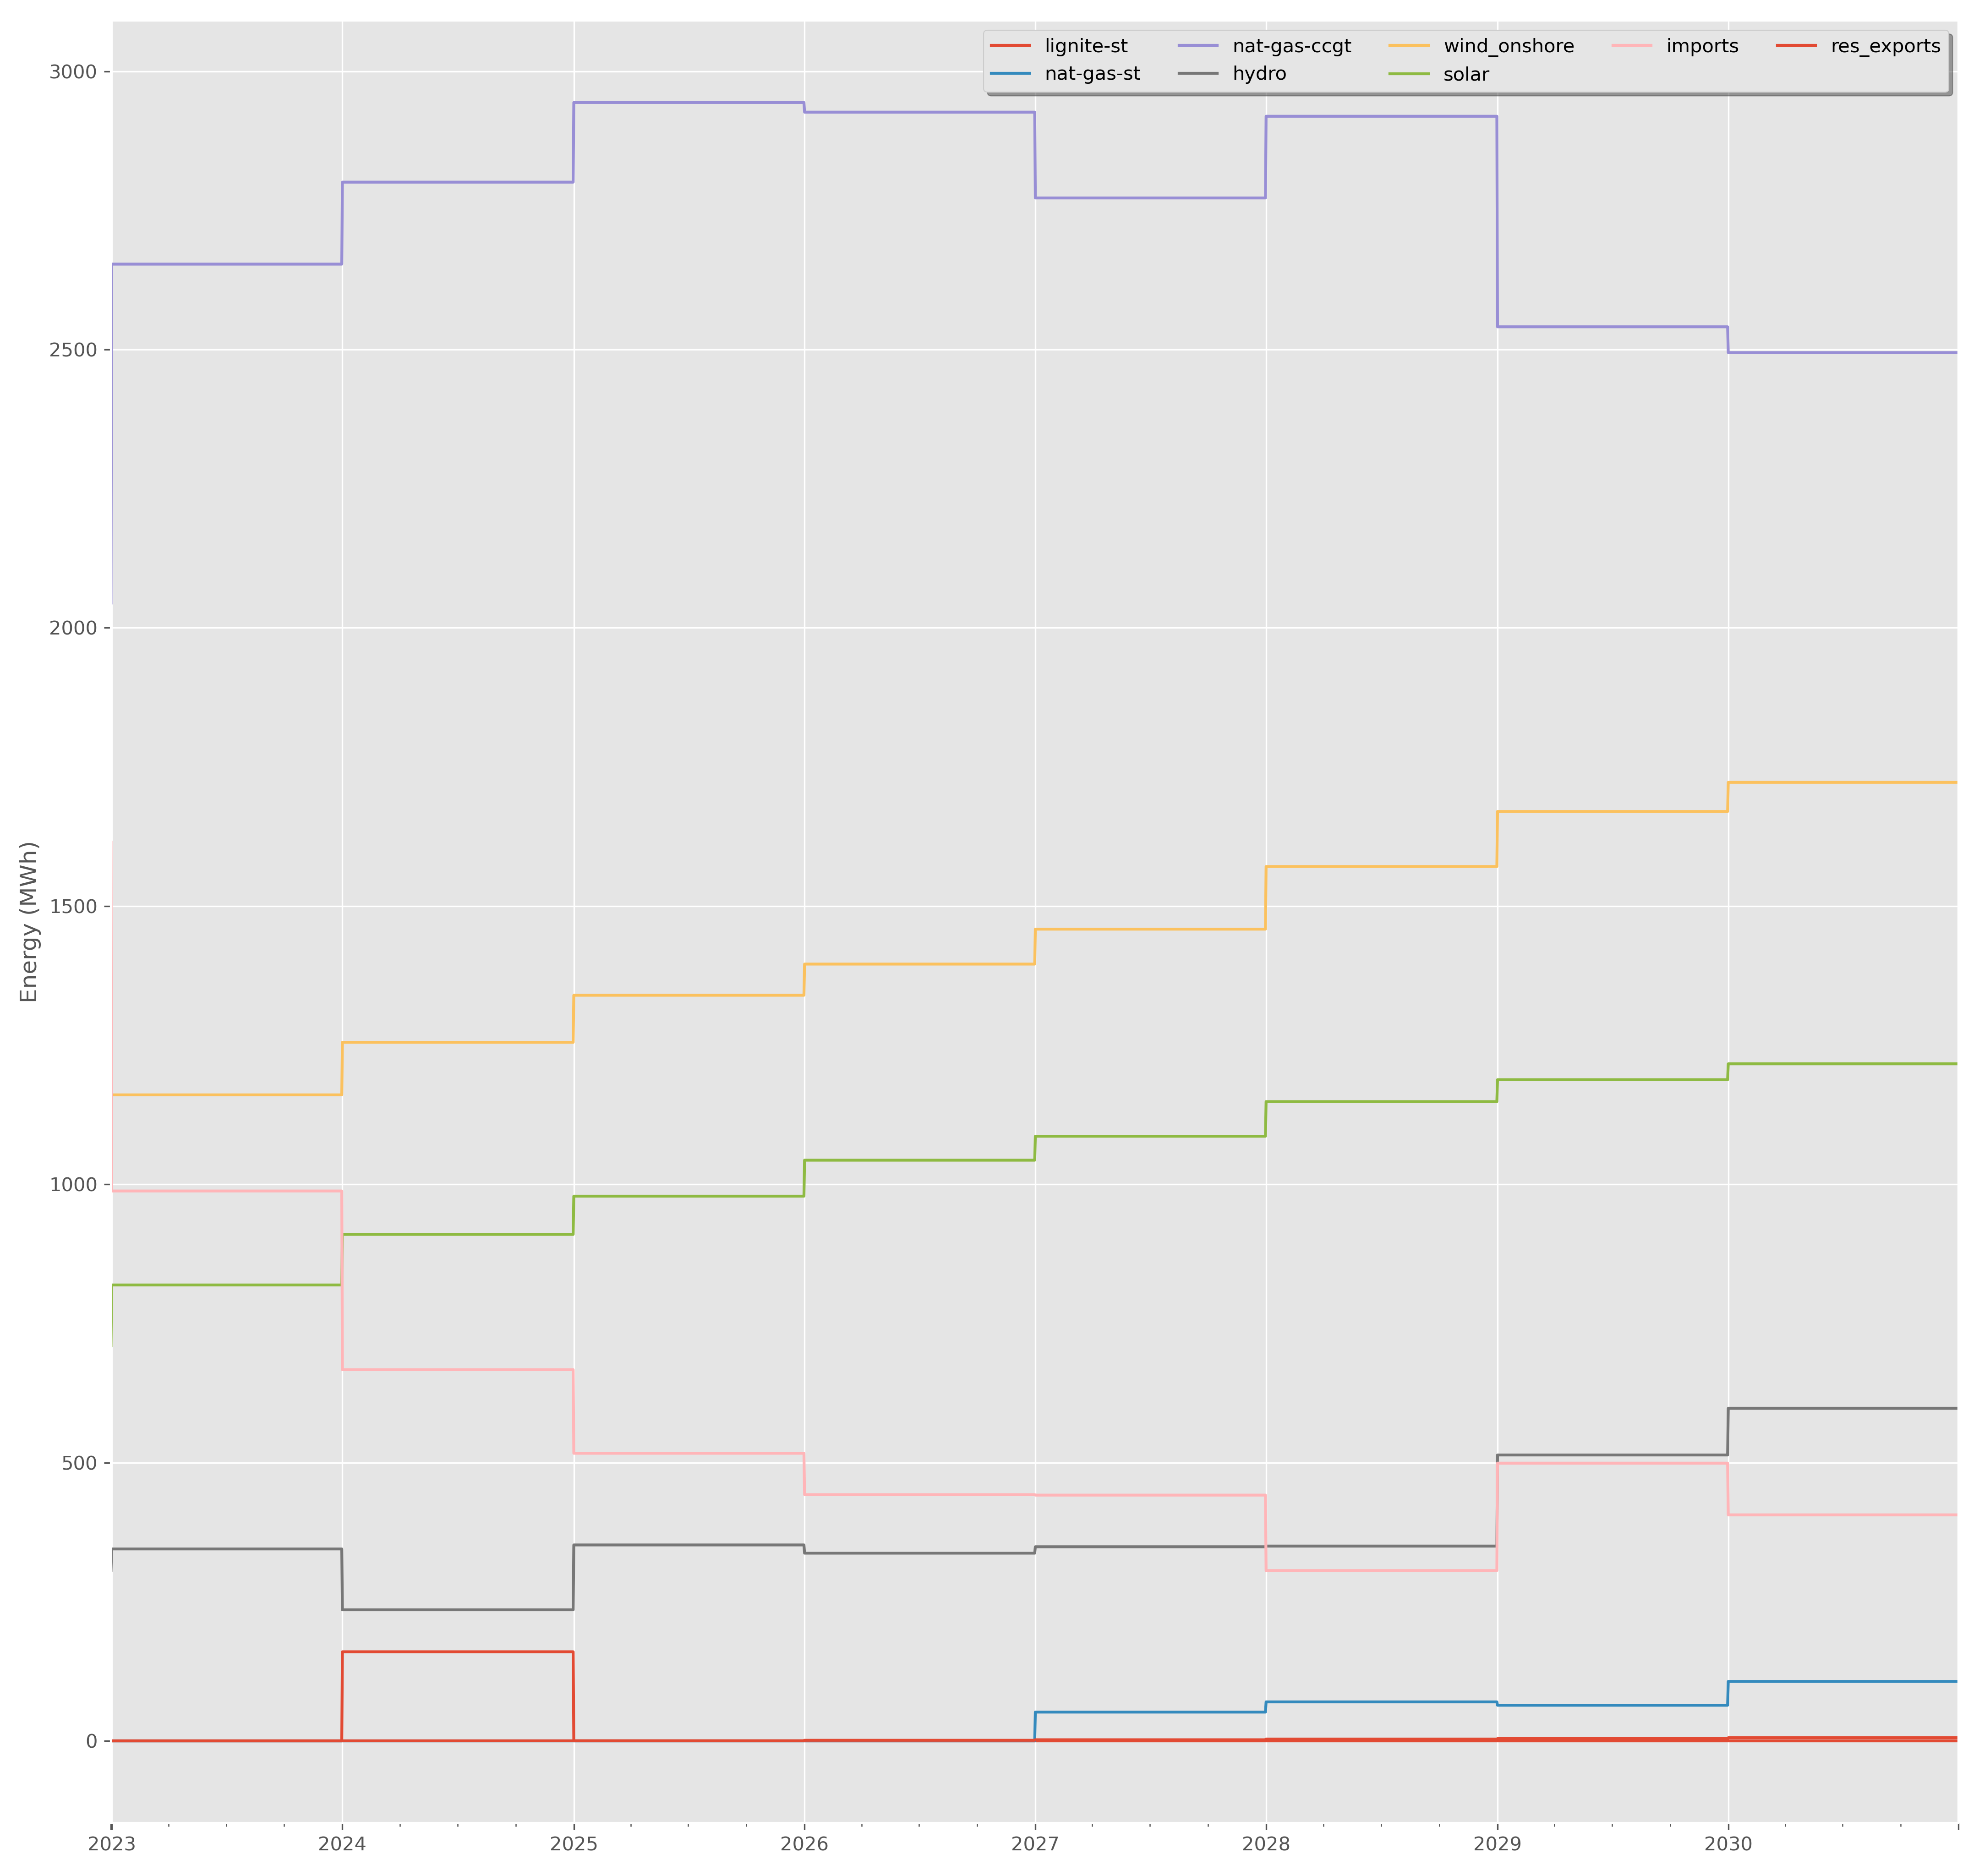 lignite-st nat-gas-ccgt wind_onshore imports res_exports
nat-gas-st hydro solar
3000
2500
2000
1500
1000
500
0
Energy (MWh)
2023 2024 2025 2026 2027 2028 2029 2030